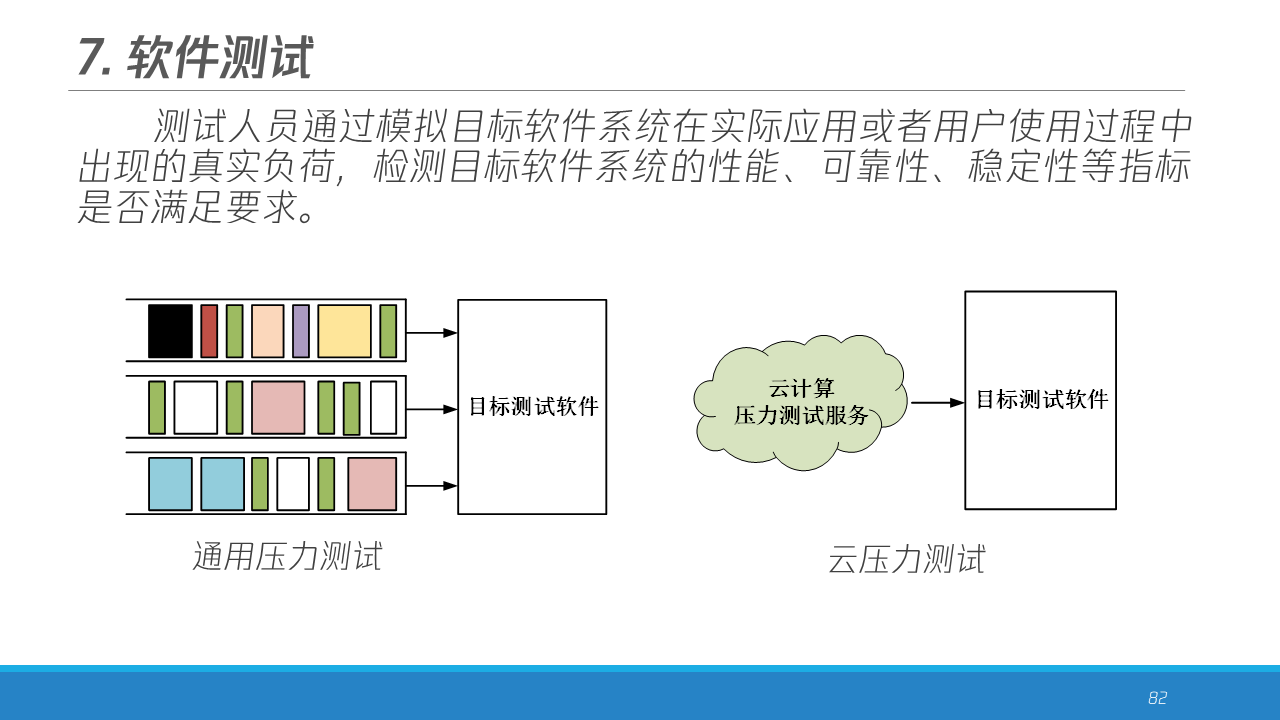 7. 软件测试
测试人员通过模拟目标软件系统在实际应用或者用户使用过程中
出现的真实负荷，检测目标软件系统的性能、可靠性、稳定性等指标
是否满足要求。
目标测试软件
云计算
压力测试服务
目标测试软件
通用压力测试
云压力测试
82